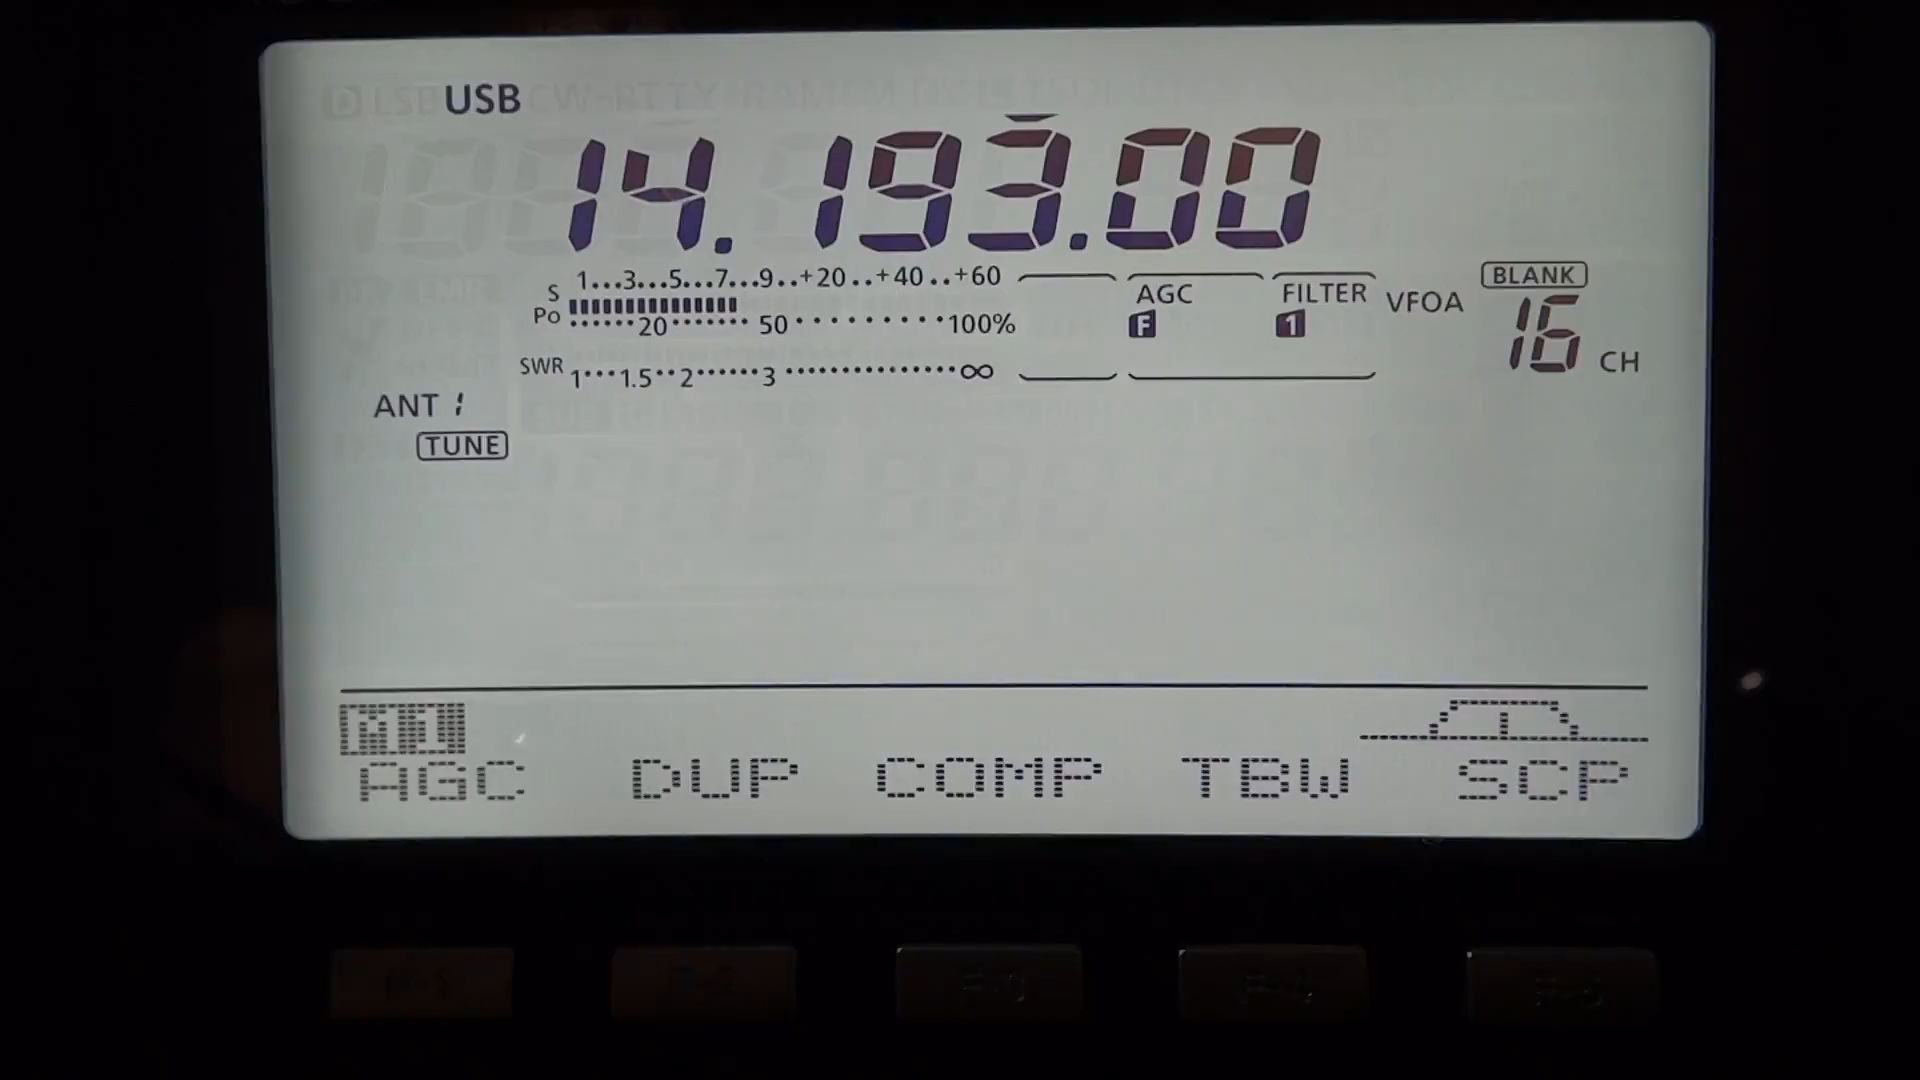 USB
14.193.00
S 1...3...5...7...9..+20..+40..+60
Po 20 50 100%
AGC FILTER VFOA BLANK
F 1 16 CH
SWR 1 1.5 2 3 ∞
ANT 1
TUNE
M1
AGC DUP COMP TBW SCP